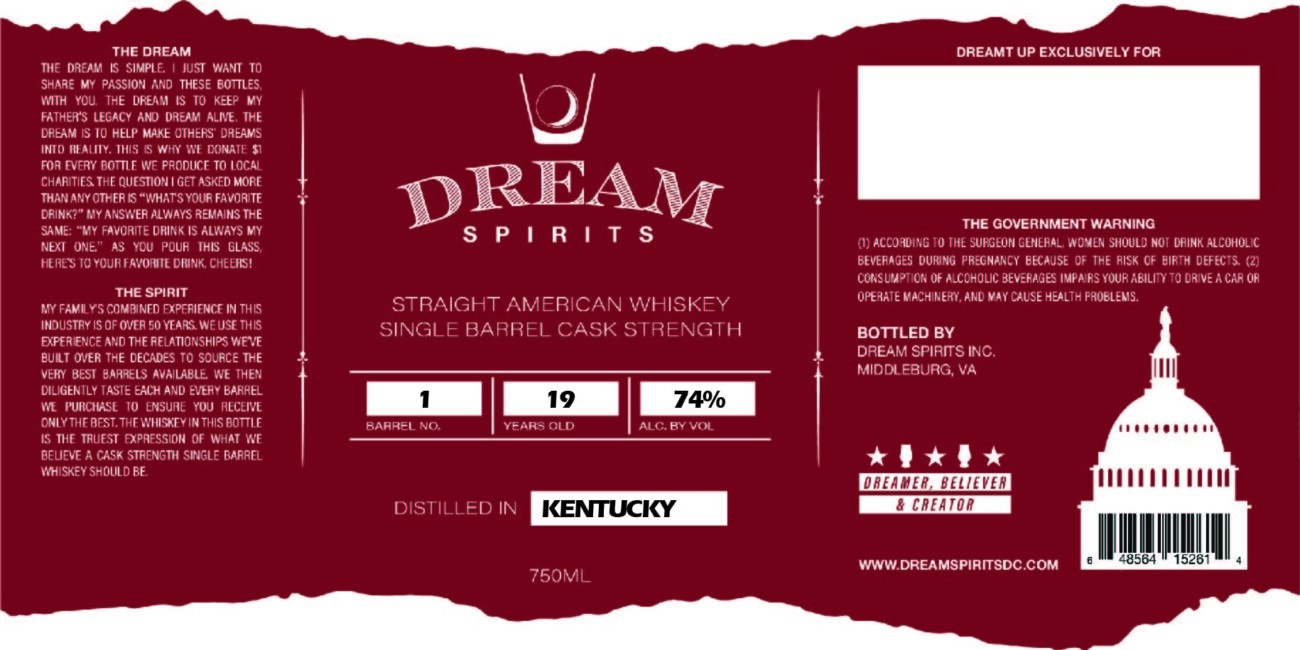 THE DREAM
THE DREAM IS SIMPLE. I JUST WANT TO
SHARE MY PASSION AND THESE BOTTLES,
WITH YOU. THE DREAM IS TO KEEP MY
FATHER'S LEGACY AND DREAM ALIVE. THE
DREAM IS TO HELP MAKE OTHERS' DREAMS
INTO REALITY. THIS IS WHY WE DONATE $1
FOR EVERY BOTTLE WE PRODUCE TO LOCAL
CHARITIES. THE QUESTION I GET ASKED MORE
THAN ANY OTHER IS "WHAT'S YOUR FAVORITE
DRINK?" MY ANSWER ALWAYS REMAINS THE
SAME: "MY FAVORITE DRINK IS ALWAYS MY
NEXT ONE." AS YOU POUR THIS GLASS,
HERE'S TO YOUR FAVORITE DRINK. CHEERS!
THE SPIRIT
MY FAMILY'S COMBINED EXPERIENCE IN THIS
INDUSTRY IS OF OVER 50 YEARS. WE USE THIS
EXPERIENCE AND THE RELATIONSHIPS WE'VE
BUILT OVER THE DECADES TO SOURCE THE
VERY BEST BARRELS AVAILABLE. WE THEN
DILIGENTLY TASTE EACH AND EVERY BARREL
WE PURCHASE TO ENSURE YOU RECEIVE
ONLY THE BEST. THE WHISKEY IN THIS BOTTLE
IS THE TRUEST EXPRESSION OF WHAT WE
BELIEVE A CASK STRENGTH SINGLE BARREL
WHISKEY SHOULD BE.
DREAM
SPIRITS
STRAIGHT AMERICAN WHISKEY
SINGLE BARREL CASK STRENGTH
1 19 74%
BARREL NO. YEARS OLD ALC. BY VOL
DISTILLED IN KENTUCKY
750ML
DREAMT UP EXCLUSIVELY FOR
THE GOVERNMENT WARNING
(1) ACCORDING TO THE SURGEON GENERAL, WOMEN SHOULD NOT DRINK ALCOHOLIC
BEVERAGES DURING PREGNANCY BECAUSE OF THE RISK OF BIRTH DEFECTS. (2)
CONSUMPTION OF ALCOHOLIC BEVERAGES IMPAIRS YOUR ABILITY TO DRIVE A CAR OR
OPERATE MACHINERY, AND MAY CAUSE HEALTH PROBLEMS.
BOTTLED BY
DREAM SPIRITS INC.
MIDDLEBURG, VA
DREAMER, BELIEVER
& CREATOR
WWW.DREAMSPIRITSDC.COM
6 48564 15261 4